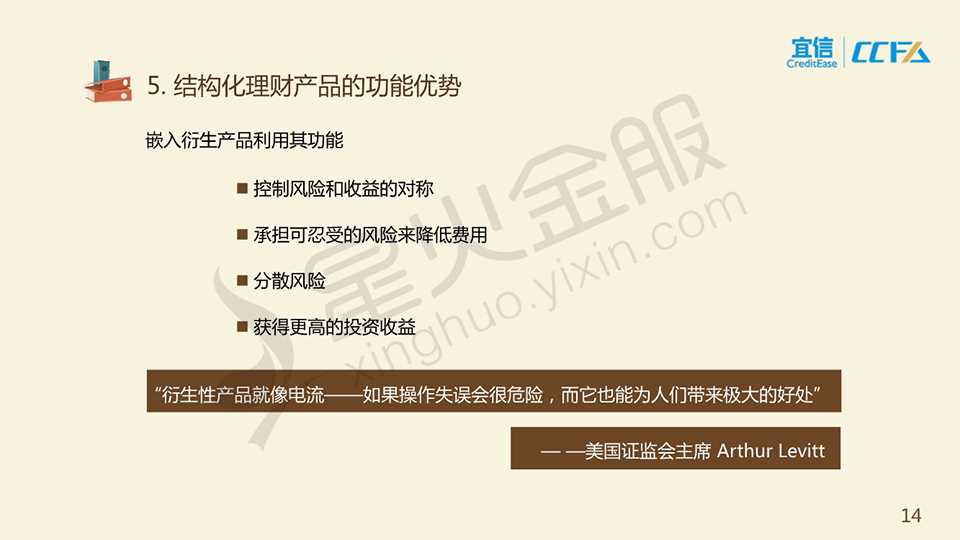 宜信
CreditEase
CCFA
5. 结构化理财产品的功能优势
嵌入衍生产品利用其功能
■ 控制风险和收益的对称
■ 承担可忍受的风险来降低费用
■ 分散风险
■ 获得更高的投资收益
星火金服
xinghuo.yixin.com
“衍生性产品就像电流——如果操作失误会很危险，而它也能为人们带来极大的好处”
— —美国证监会主席 Arthur Levitt
14